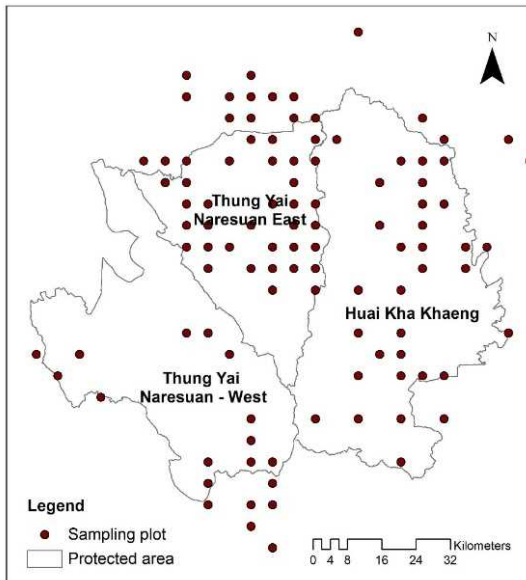 N
Thung Yai
Naresuan East
Huai Kha Khaeng
Thung Yai
Naresuan - West
Legend
Sampling plot
Protected area
Kilometers
0 4 8 16 24 32